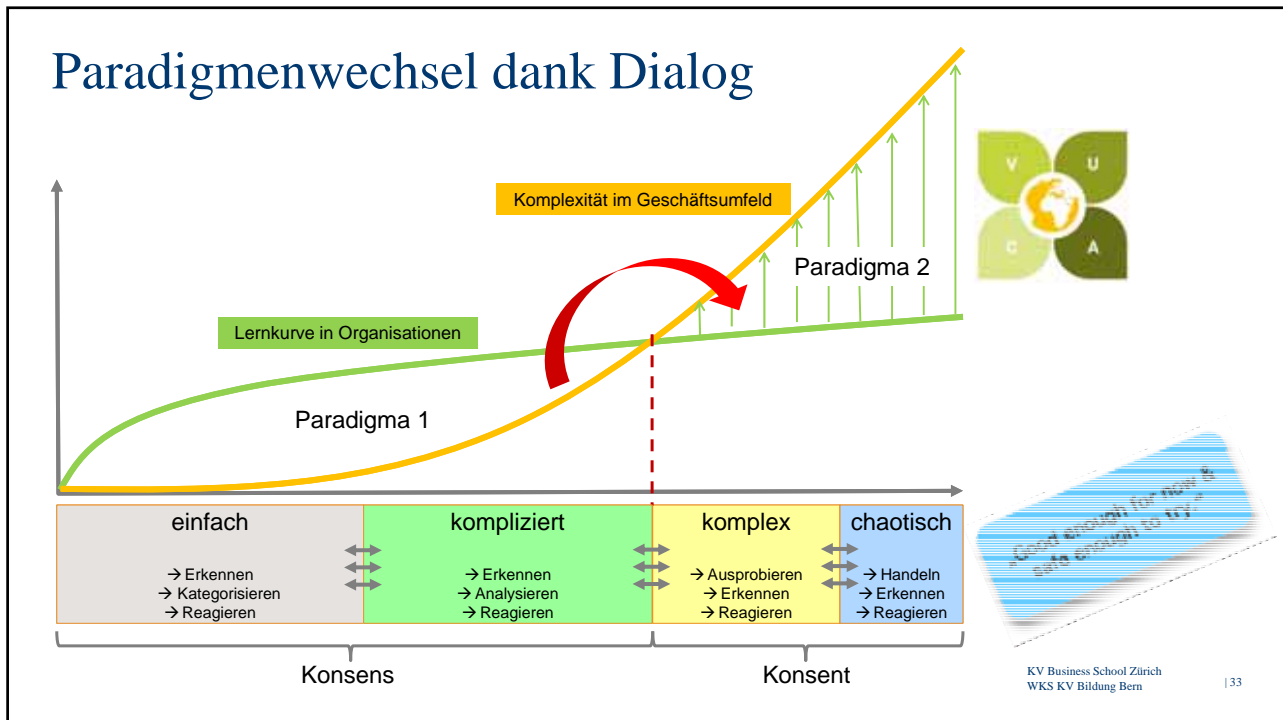 Paradigmenwechsel dank Dialog
Komplexität im Geschäftsumfeld
V
U
C
A
Paradigma 2
Lernkurve in Organisationen
Paradigma 1
einfach
→ Erkennen
→ Kategorisieren
→ Reagieren
kompliziert
→ Erkennen
→ Analysieren
→ Reagieren
komplex
→ Ausprobieren
→ Erkennen
→ Reagieren
chaotisch
→ Handeln
→ Erkennen
→ Reagieren
„Good enough for now &
safe enough to try.“
Konsens
Konsent
KV Business School Zürich
WKS KV Bildung Bern
| 33